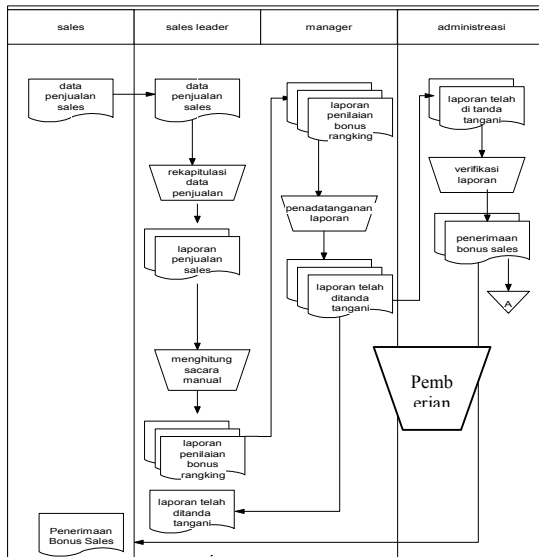 sales
sales leader
manager
administreasi
data
penjualan
sales
data
penjualan
sales
rekapitulasi
data
penjualan
laporan
penjualan
sales
menghitung
sacara
manual
laporan
penilaian
bonus
rangking
laporan telah
ditanda
tangani
laporan
penilaian
bonus
rangking
penadatanganan
laporan
laporan telah
ditanda
tangani
laporan telah
di tanda
tangani
verifikasi
laporan
penerimaan
bonus sales
A
Pemb
erian
Penerimaan
Bonus Sales